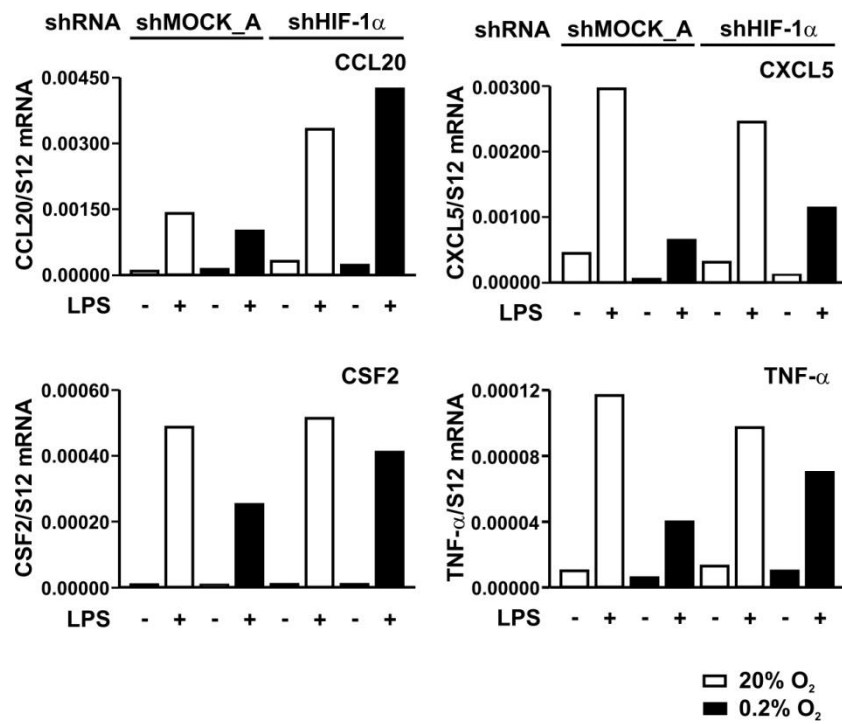 shRNA shMOCK_A shHIF-1α
CCL20
CCL20/S12 mRNA
0.00450
0.00300
0.00150
0.00000
LPS - + - + - + - +
shRNA shMOCK_A shHIF-1α
CXCL5
CXCL5/S12 mRNA
0.00300
0.00200
0.00100
0.00000
LPS - + - + - + - +
CSF2
CSF2/S12 mRNA
0.00060
0.00040
0.00020
0.00000
LPS - + - + - + - +
TNF-α
TNF-α/S12 mRNA
0.00012
0.00008
0.00004
0.00000
LPS - + - + - + - +
20% O₂
0.2% O₂